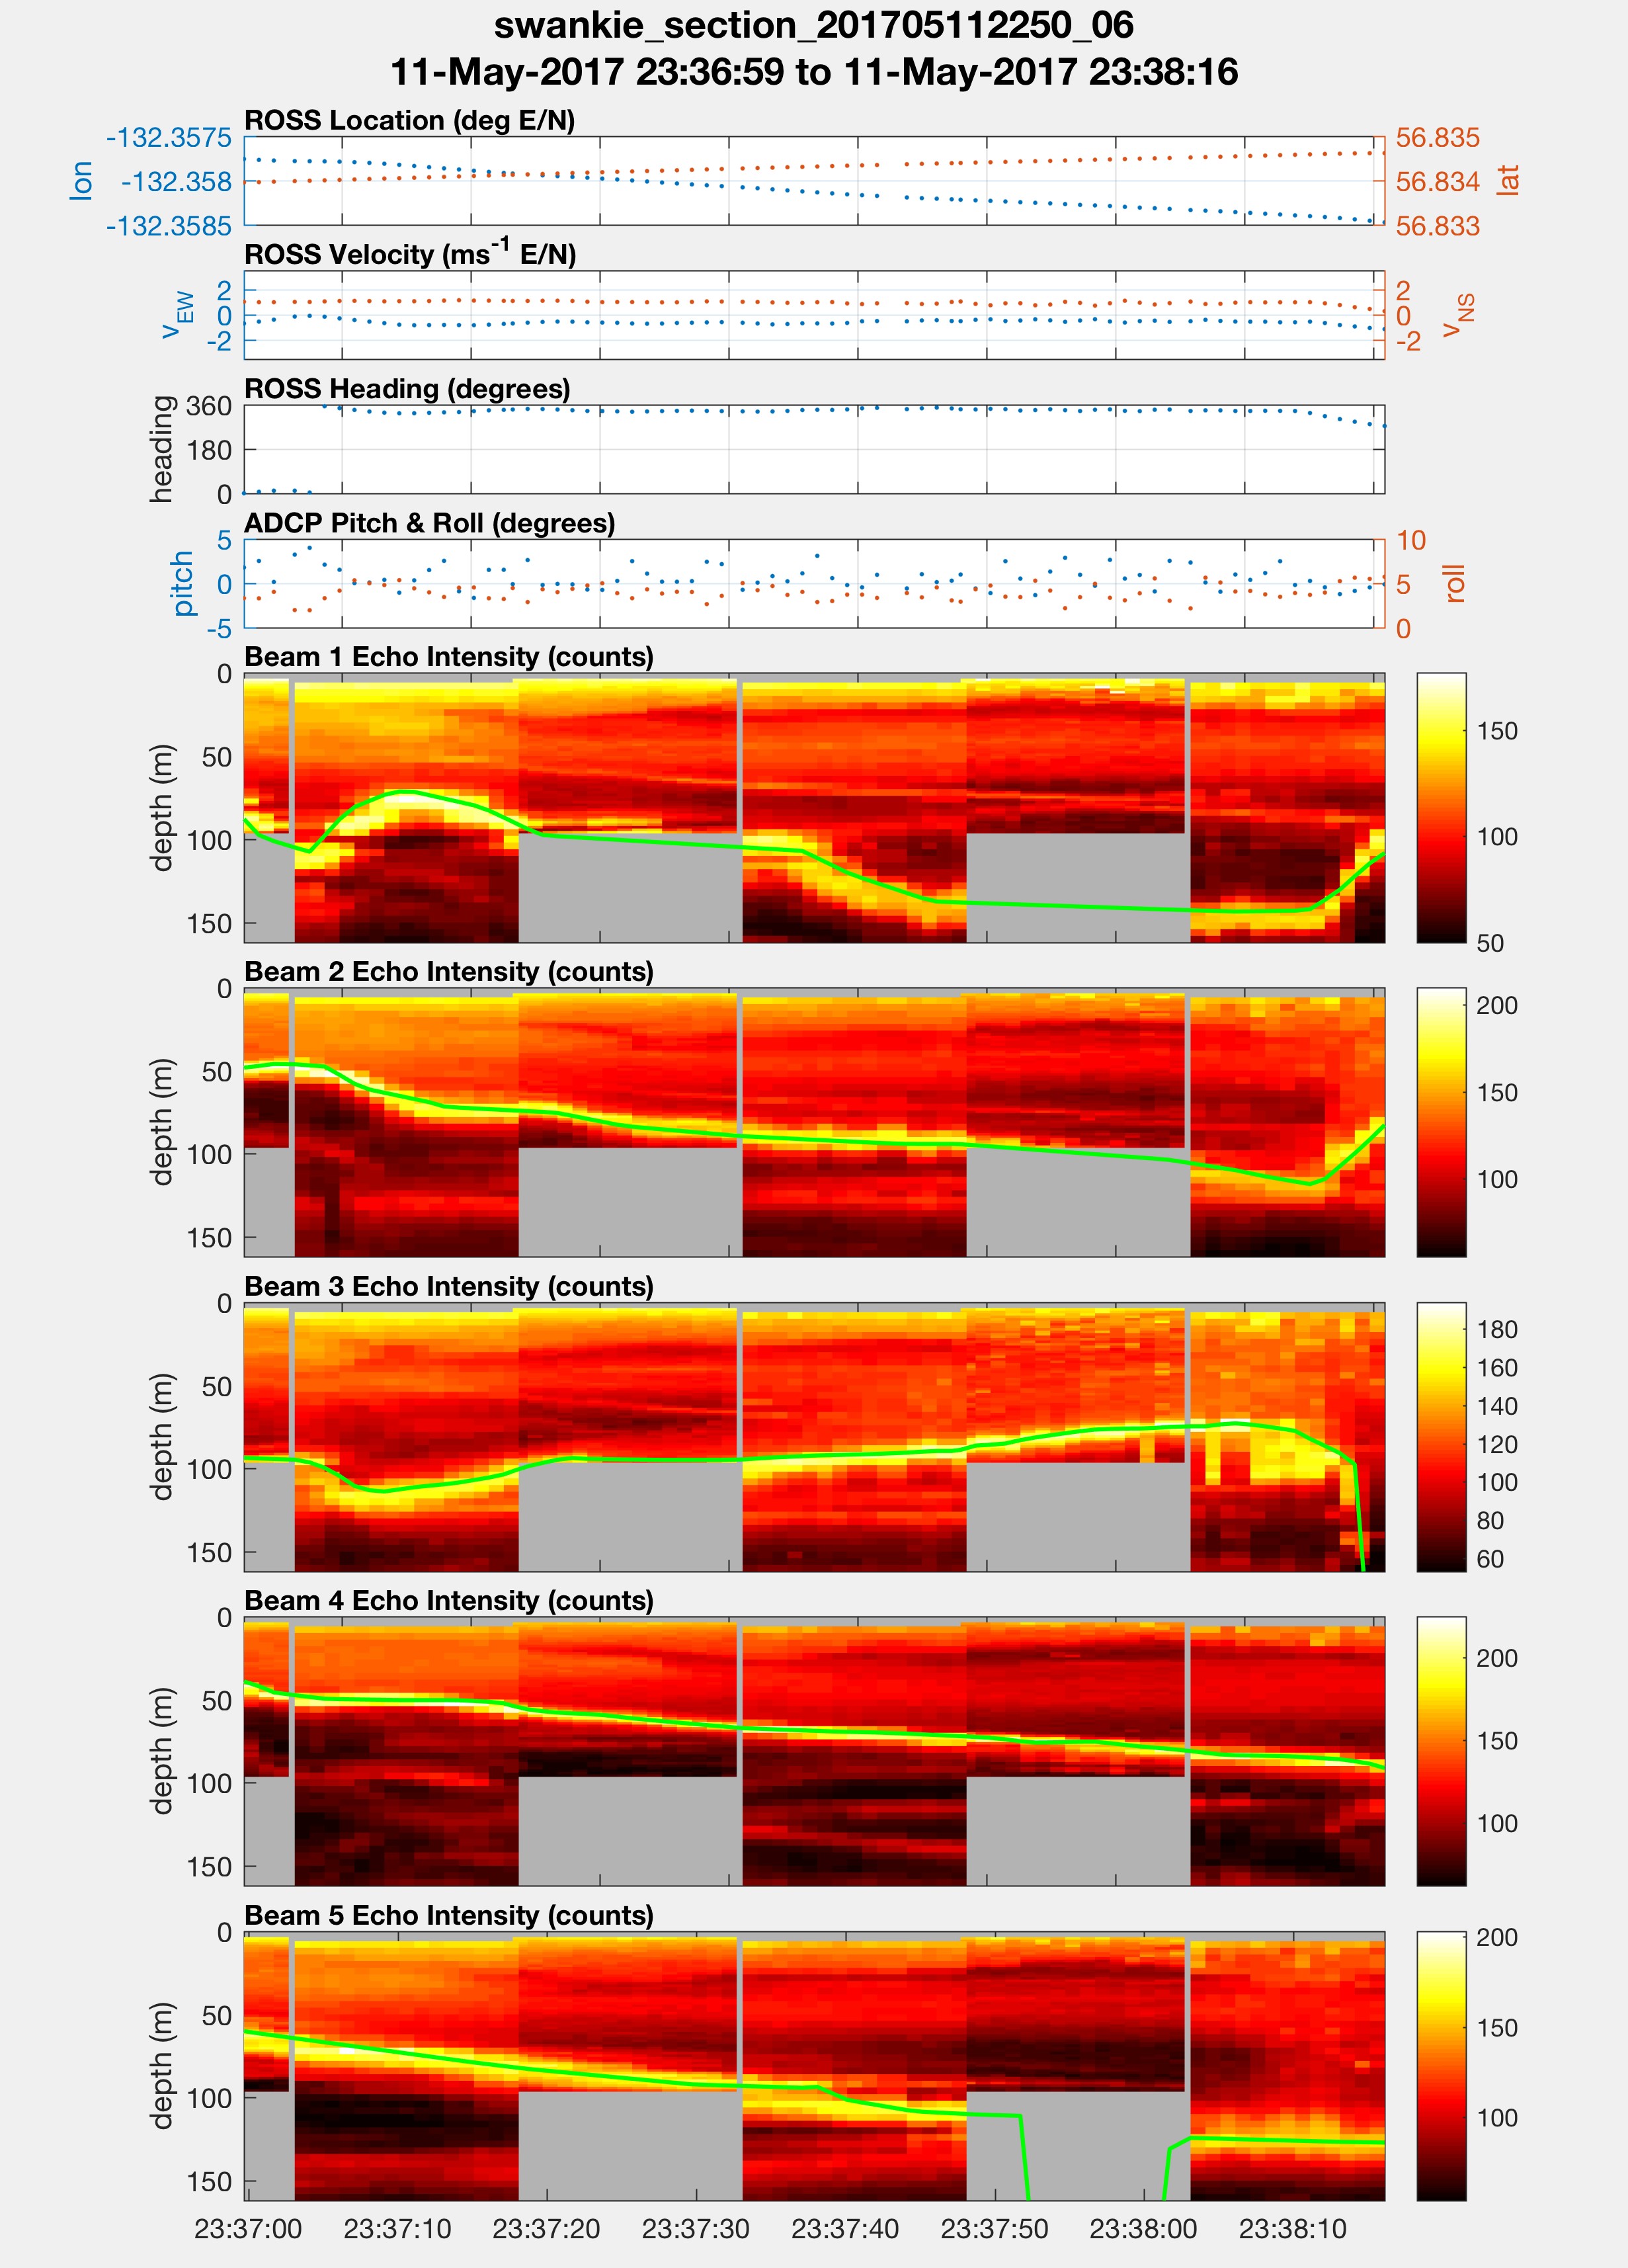 swankie_section_201705112250_06
11-May-2017 23:36:59 to 11-May-2017 23:38:16
ROSS Location (deg E/N)
-132.3575
-132.358
-132.3585
lon
56.835
56.834
56.833
lat
ROSS Velocity (ms-1 E/N)
2
0
-2
vEW
2
0
-2
vNS
ROSS Heading (degrees)
360
180
0
heading
ADCP Pitch & Roll (degrees)
5
0
-5
pitch
10
5
0
roll
Beam 1 Echo Intensity (counts)
0
50
100
150
depth (m)
150
100
50
Beam 2 Echo Intensity (counts)
0
50
100
150
depth (m)
200
150
100
Beam 3 Echo Intensity (counts)
0
50
100
150
depth (m)
180
160
140
120
100
80
60
Beam 4 Echo Intensity (counts)
0
50
100
150
depth (m)
200
150
100
Beam 5 Echo Intensity (counts)
0
50
100
150
depth (m)
200
150
100
23:37:00 23:37:10 23:37:20 23:37:30 23:37:40 23:37:50 23:38:00 23:38:10